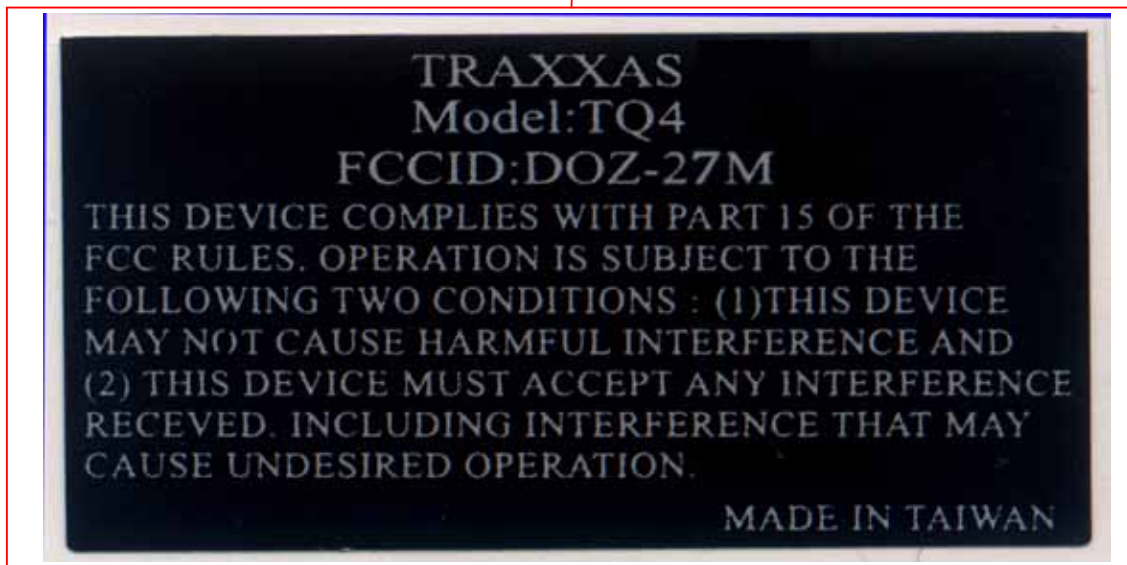 TRAXXAS
Model:TQ4
FCCID:DOZ-27M
THIS DEVICE COMPLIES WITH PART 15 OF THE
FCC RULES. OPERATION IS SUBJECT TO THE
FOLLOWING TWO CONDITIONS : (1)THIS DEVICE
MAY NOT CAUSE HARMFUL INTERFERENCE AND
(2) THIS DEVICE MUST ACCEPT ANY INTERFERENCE
RECEVED. INCLUDING INTERFERENCE THAT MAY
CAUSE UNDESIRED OPERATION.
MADE IN TAIWAN